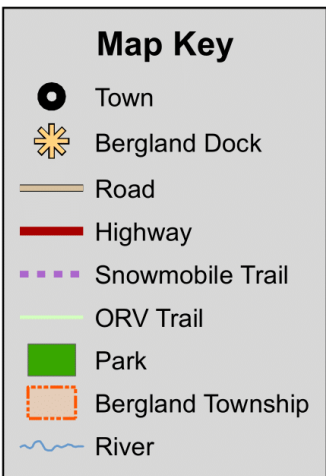 Map Key
Town
Bergland Dock
Road
Highway
Snowmobile Trail
ORV Trail
Park
Bergland Township
River